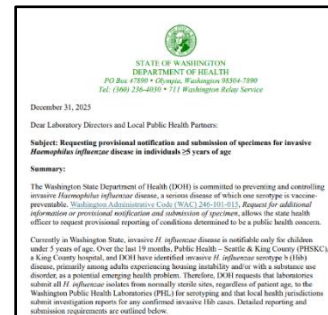 STATE OF WASHINGTON
DEPARTMENT OF HEALTH
PO Box 47890 • Olympia, Washington 98504-7890
Tel: (360) 236-4030 • 711 Washington Relay Service
December 31, 2025
Dear Laboratory Directors and Local Public Health Partners:
Subject: Requesting provisional notification and submission of specimens for invasive
Haemophilus influenzae disease in individuals ≥5 years of age
Summary:
The Washington State Department of Health (DOH) is committed to preventing and controlling
invasive Haemophilus influenzae disease, a serious disease of which one serotype is vaccine-
preventable. Washington Administrative Code (WAC) 246-101-015, Request for additional
information or provisional notification and submission of specimen, allows the state health
officer to request provisional reporting of conditions determined to be a public health concern.
Currently in Washington State, invasive H. influenzae disease is notifiable only for children
under 5 years of age. Over the last 19 months, Public Health – Seattle & King County (PHSKC),
a King County hospital, and DOH have identified invasive H. influenzae serotype b (Hib)
disease, primarily among adults experiencing housing instability and/or with a substance use
disorder, as a potential emerging health problem. Therefore, DOH requests that laboratories
submit all H. influenzae isolates from normally sterile sites, regardless of patient age, to the
Washington Public Health Laboratories (PHL) for serotyping and that local health jurisdictions
submit investigation reports for any confirmed invasive Hib cases. Detailed reporting and
submission requirements are outlined below.